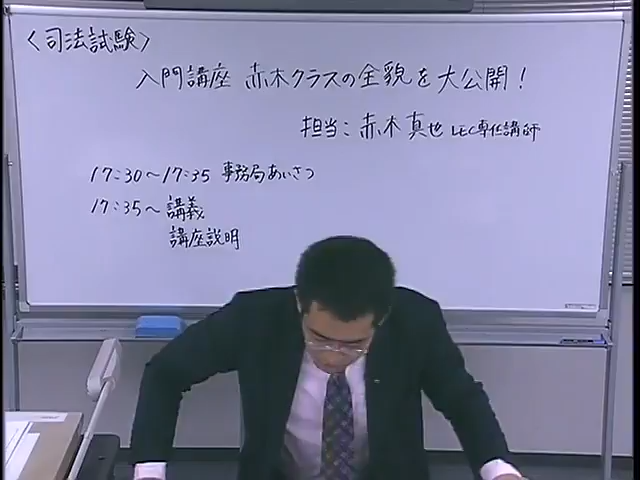 〈司法試験〉
入門講座 赤木クラスの全貌を大公開！
担当：赤木真也 LEC専任講師
17:30〜17:35 事務局あいさつ
17:35〜 講義
講座説明